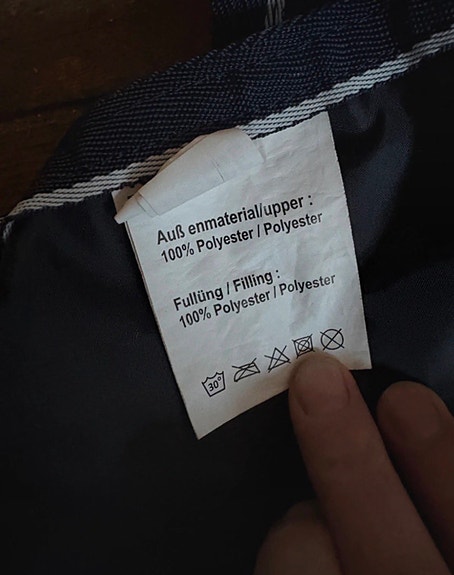 Auß enmaterial/upper :
100% Polyester / Polyester
Fullüng / Filling :
100% Polyester / Polyester
30°